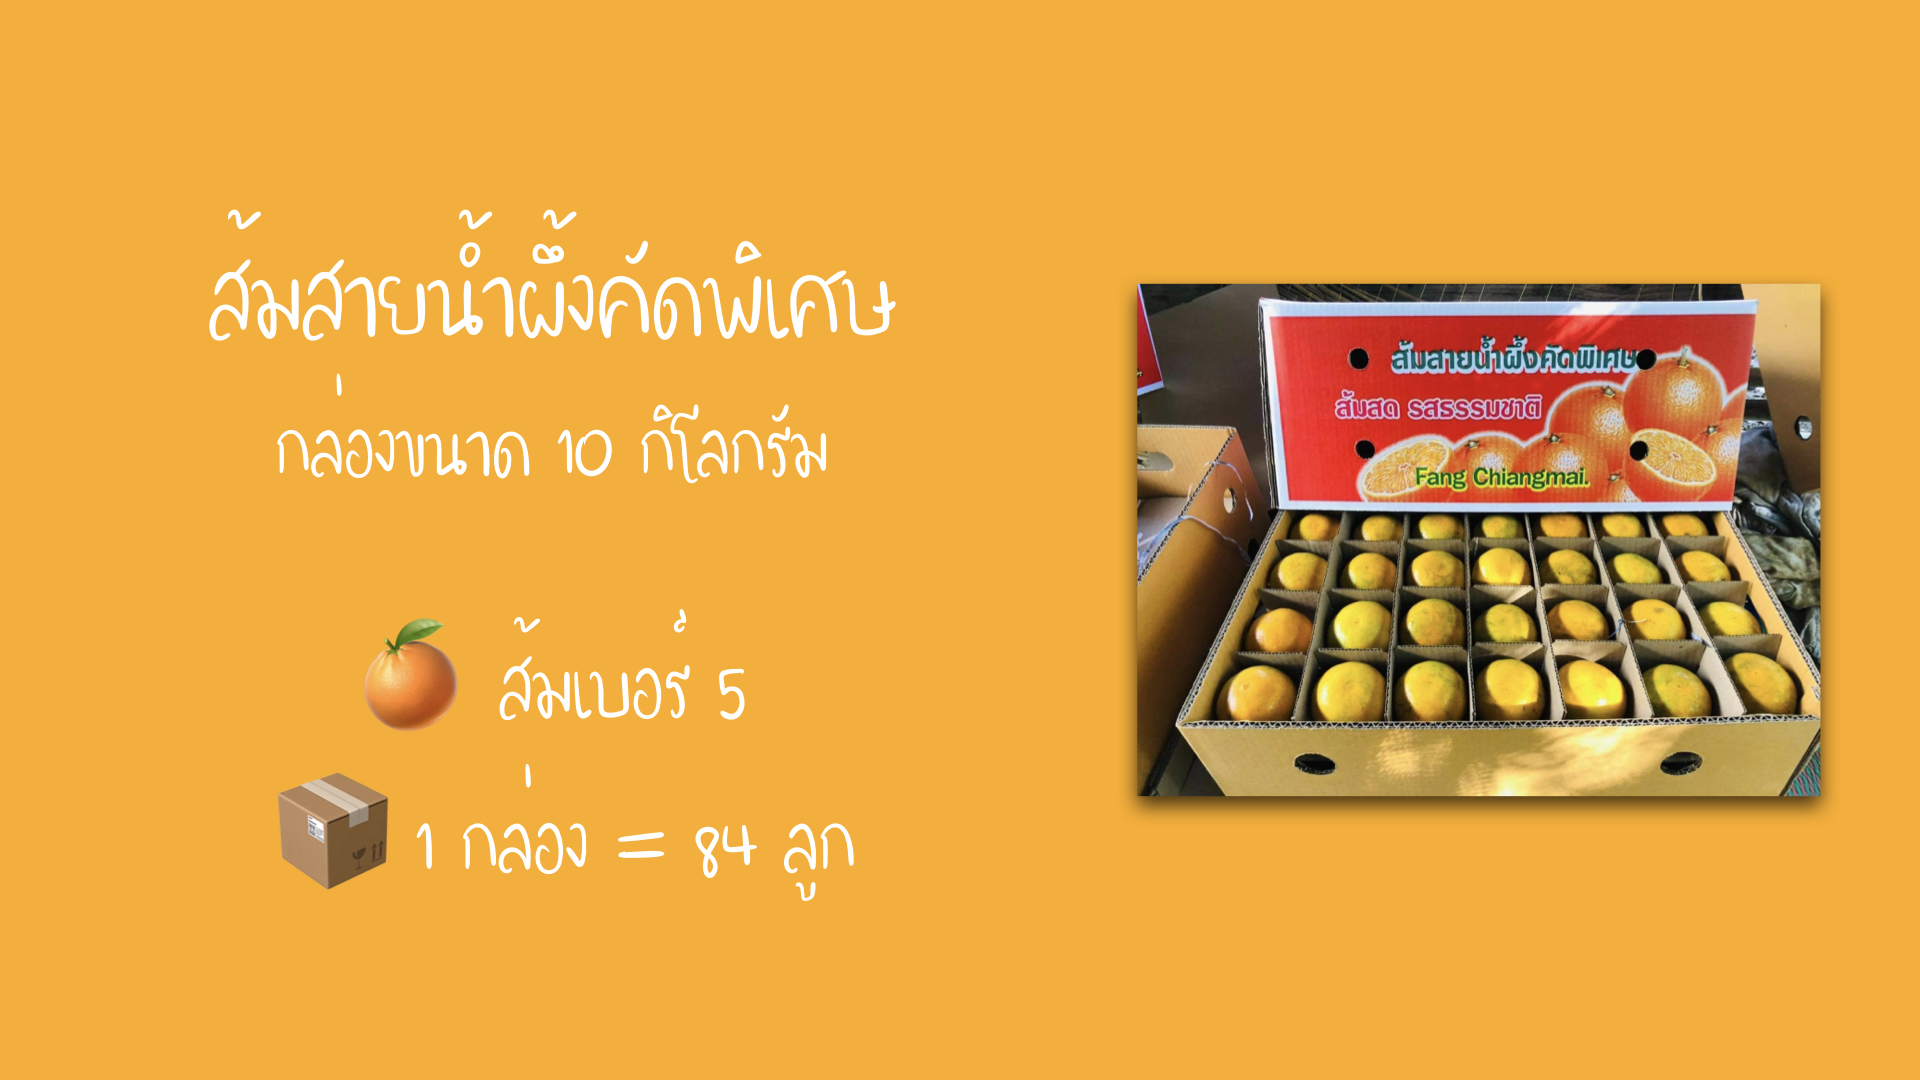 ส้มสายน้ำผึ้งคัดพิเศษ
กล่องขนาด 10 กิโลกรัม
ส้มเบอร์ 5
1 กล่อง = 84 ลูก
ส้มสายน้ำผึ้งคัดพิเศษ
ส้มสด รสธรรมชาติ
Fang Chiangmai.